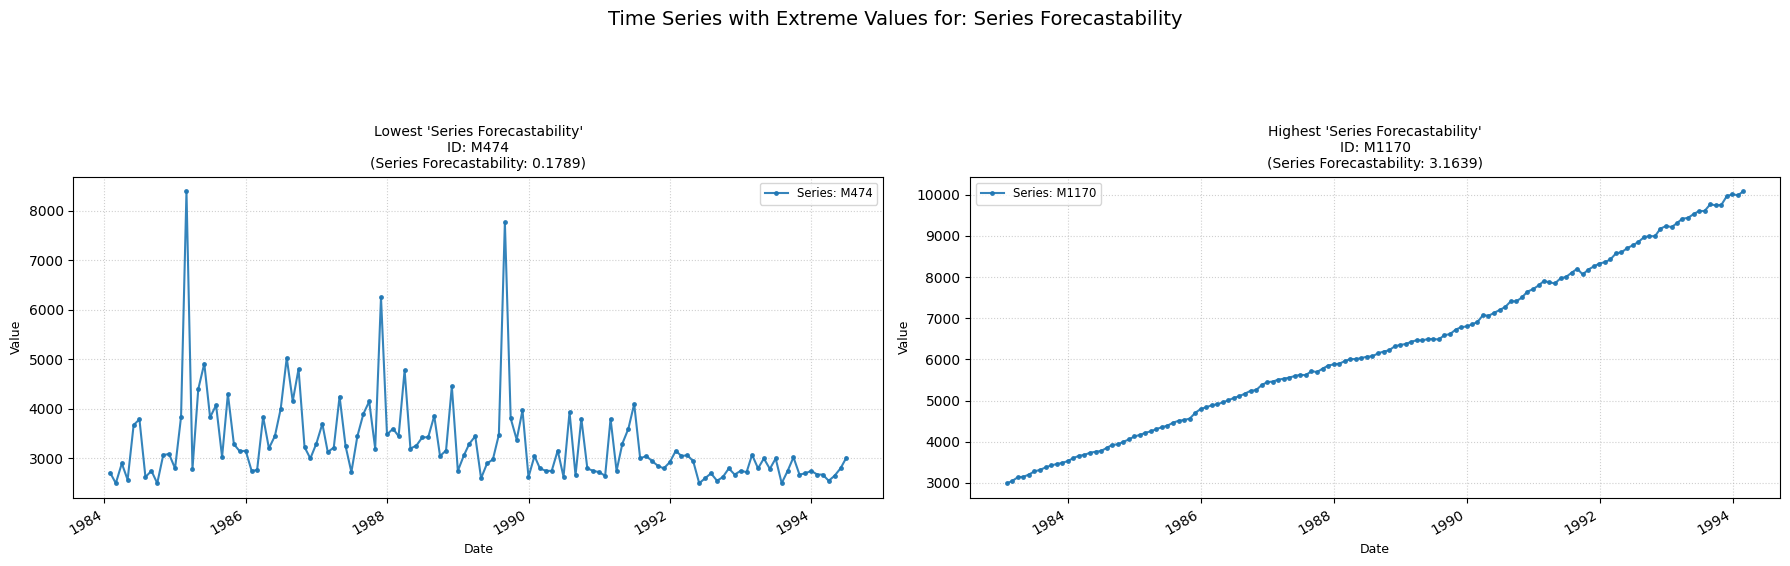 Time Series with Extreme Values for: Series Forecastability
Lowest 'Series Forecastability'
ID: M474
(Series Forecastability: 0.1789)
Series: M474
8000
7000
6000
5000
4000
3000
Value
1984
1986
1988
1990
1992
1994
Date
Highest 'Series Forecastability'
ID: M1170
(Series Forecastability: 3.1639)
Series: M1170
10000
9000
8000
7000
6000
5000
4000
3000
Value
1984
1986
1988
1990
1992
1994
Date